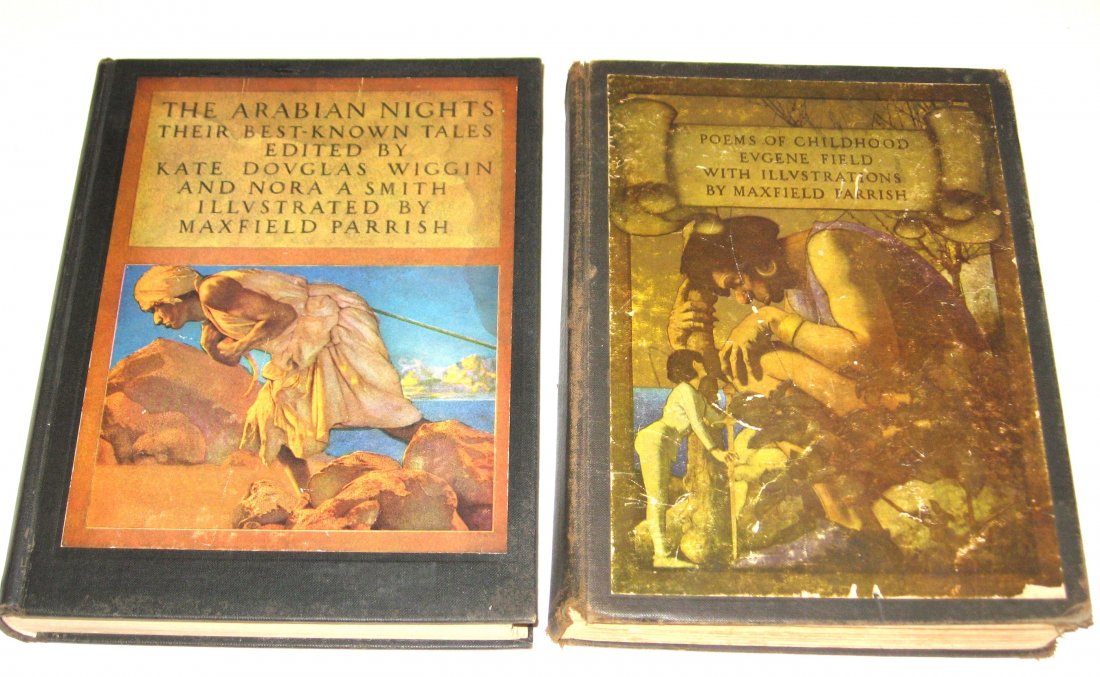 THE ARABIAN NIGHTS
THEIR BEST-KNOWN TALES
EDITED BY
KATE DOVGLAS WIGGIN
AND NORA A SMITH
ILLVSTRATED BY
MAXFIELD PARRISH
POEMS OF CHILDHOOD
EVGENE FIELD
WITH ILLVSTRATIONS
BY MAXFIELD PARRISH